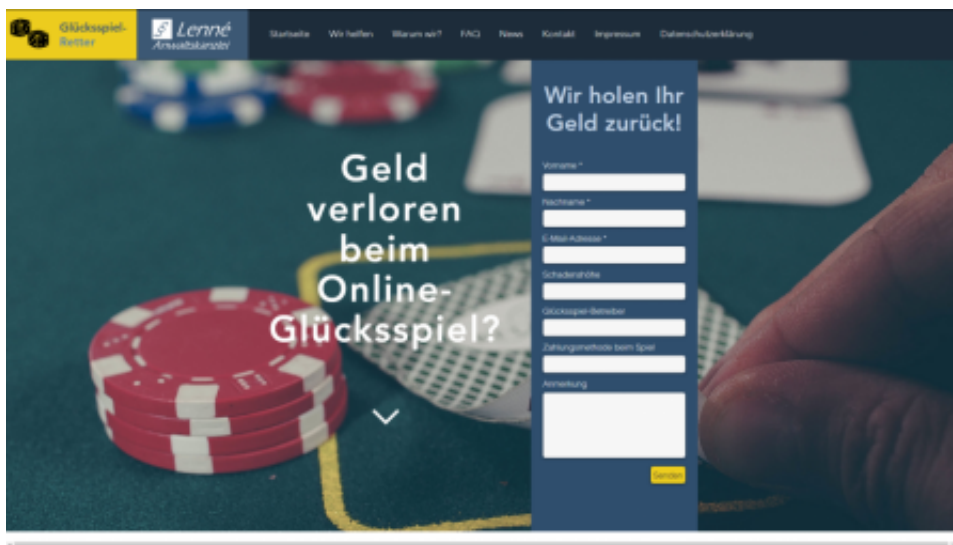 Glücksspiel-
Retter
Lenné
Anwaltskanzlei
Startseite
Wir helfen
Warum wir?
FAQ
News
Kontakt
Impressum
Datenschutzerklärung
Geld
verloren
beim
Online-
Glücksspiel?
Wir holen Ihr
Geld zurück!
Vorname *
Nachname *
E-Mail-Adresse *
Schadenshöhe
Glücksspiel-Betreiber
Zahlungsmethode beim Spiel
Anmerkung
Senden